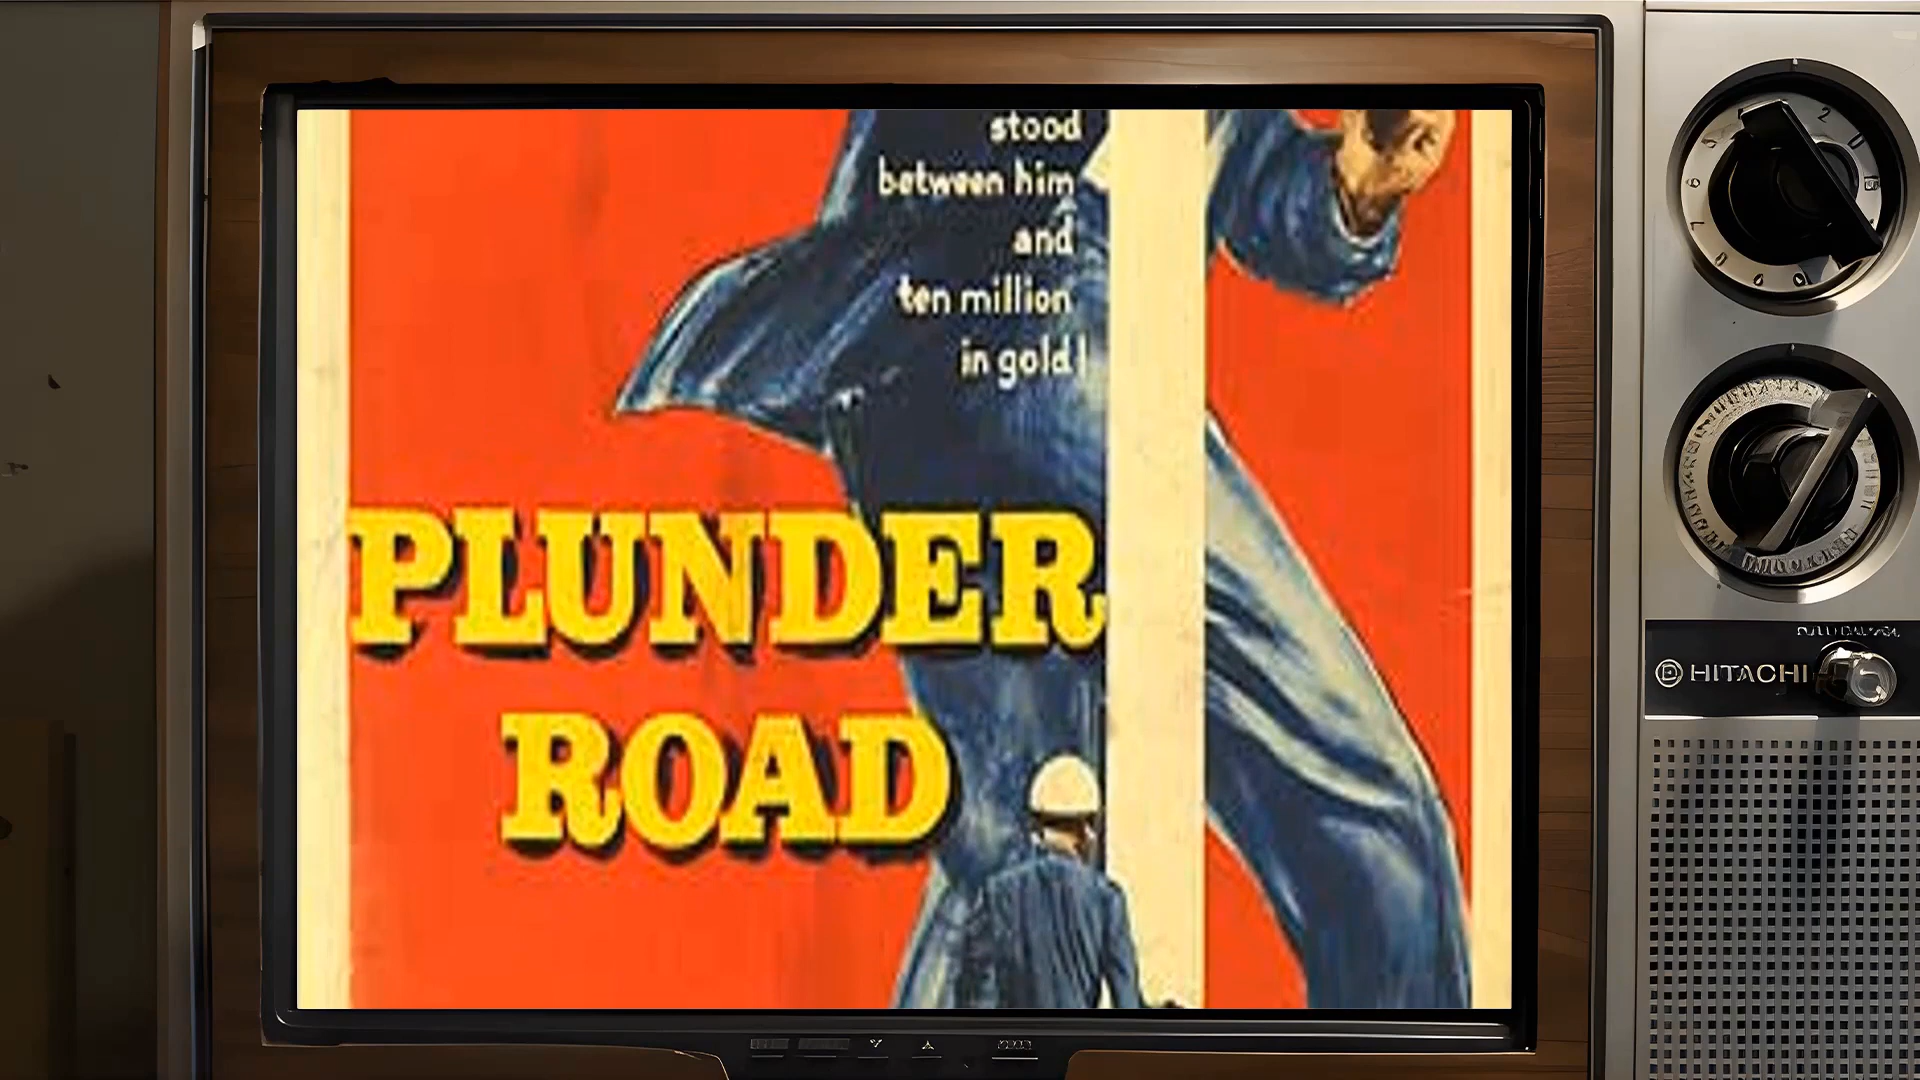 stood
between him
and
ten million
in gold!
PLUNDER
ROAD
HITACHI